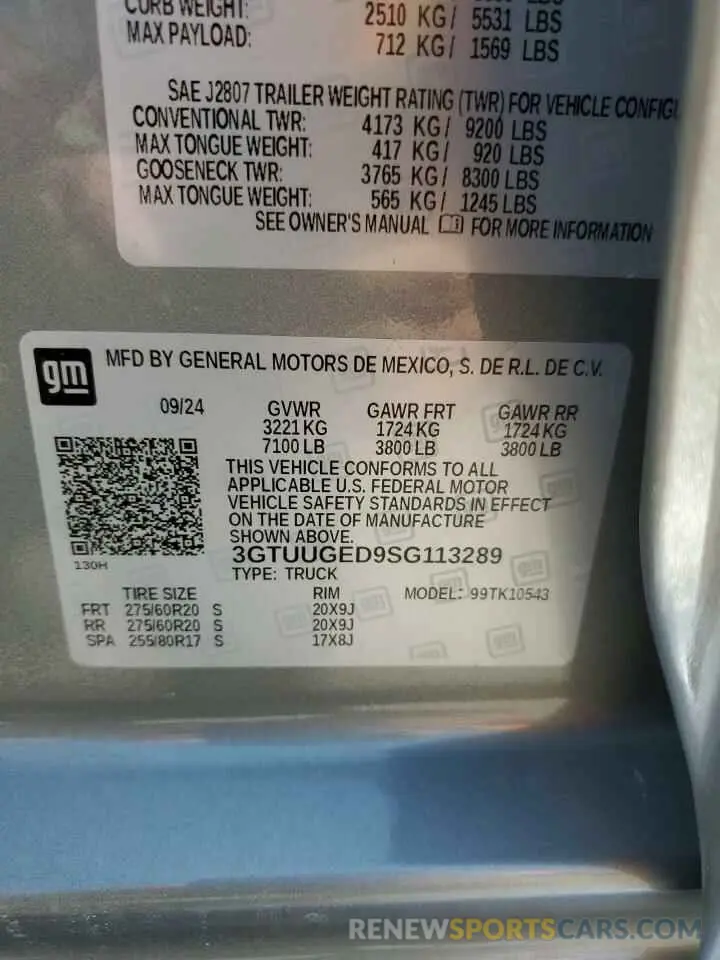 CURB WEIGHT: 2510 KG/ 5531 LBS
MAX PAYLOAD: 712 KG/ 1569 LBS
SAE J2807 TRAILER WEIGHT RATING (TWR) FOR VEHICLE
CONVENTIONAL TWR: 4173 KG/ 9200 LBS
MAX TONGUE WEIGHT: 417 KG/ 920 LBS
GOOSENECK TWR: 3765 KG/ 8300 LBS
MAX TONGUE WEIGHT: 565 KG/ 1245 LBS
SEE OWNER'S MANUAL FOR MORE INFORMATION
gm MFD BY GENERAL MOTORS DE MEXICO, S. DE R.L. DE C.V.
09/24 GVWR GAWR FRT GAWR RR
3221 KG 1724 KG 1724 KG
7100 LB 3800 LB 3800 LB
THIS VEHICLE CONFORMS TO ALL
APPLICABLE U.S. FEDERAL MOTOR
VEHICLE SAFETY STANDARDS IN EFFECT
ON THE DATE OF MANUFACTURE
SHOWN ABOVE.
3GTUUGED9SG113289
130H
TYPE: TRUCK
TIRE SIZE RIM MODEL: 99TK10543
FRT 275/60R20 S 20X9J
RR 275/60R20 S 20X9J
SPA 255/80R17 S 17X8J
RENEWSPORTSCARS.COM